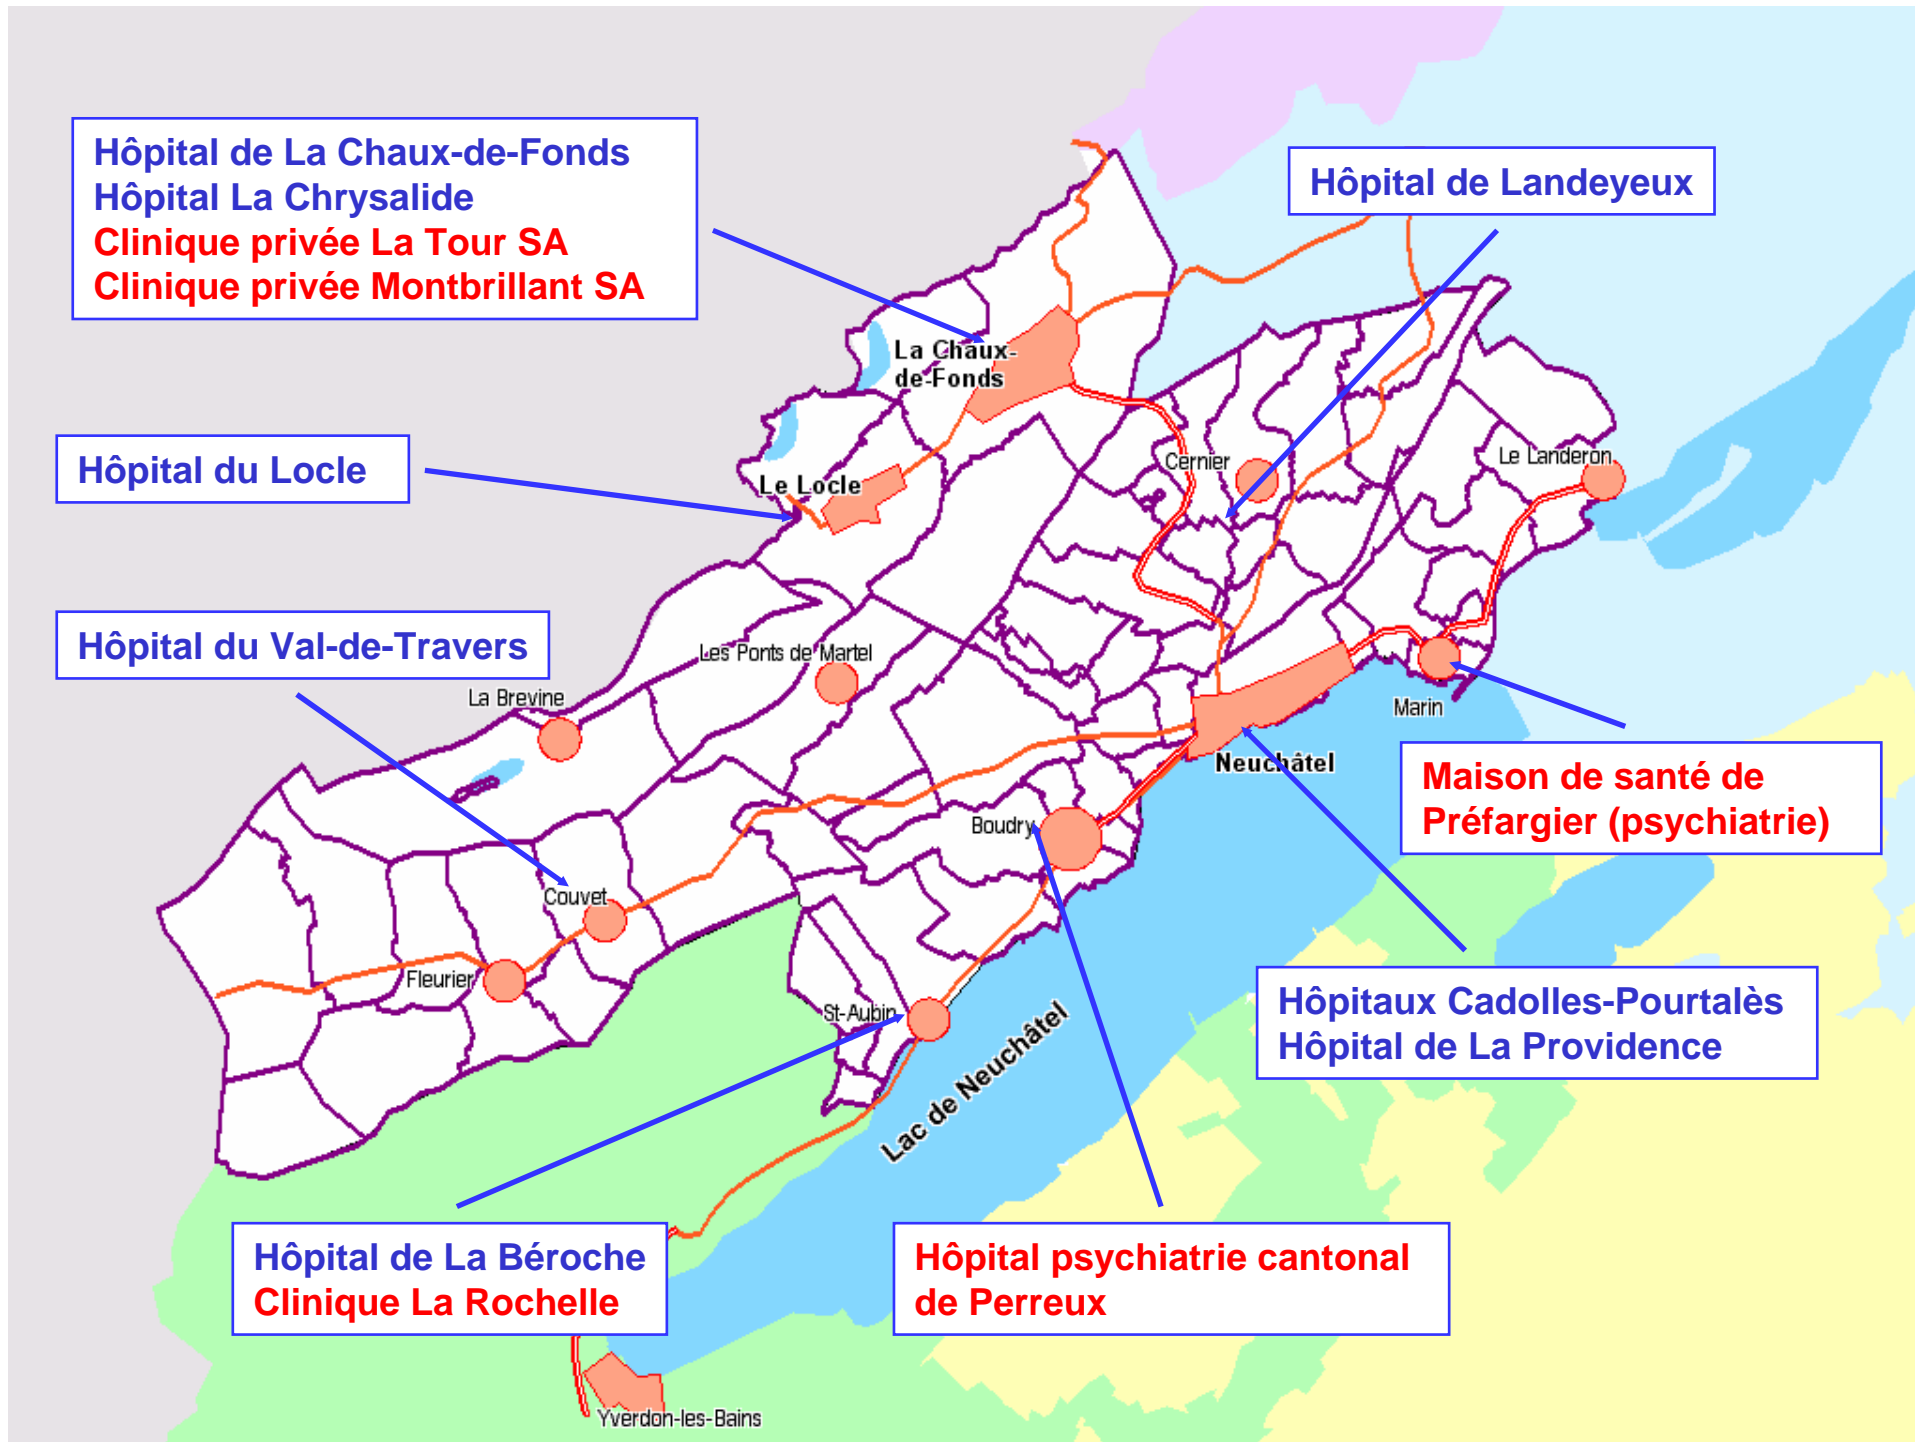 Hôpital de La Chaux-de-Fonds
Hôpital La Chrysalide
Clinique privée La Tour SA
Clinique privée Montbrillant SA
Hôpital de Landeyeux
La Chaux-
de-Fonds
Hôpital du Locle
Le Locle
Cernier
Le Landeron
Hôpital du Val-de-Travers
Les Ponts de Martel
La Brevine
Marin
Neuchâtel
Maison de santé de
Préfargier (psychiatrie)
Boudry
Couvet
Fleurier
St-Aubin
Lac de Neuchâtel
Hôpitaux Cadolles-Pourtalès
Hôpital de La Providence
Hôpital de La Béroche
Clinique La Rochelle
Hôpital psychiatrie cantonal
de Perreux
Yverdon-les-Bains